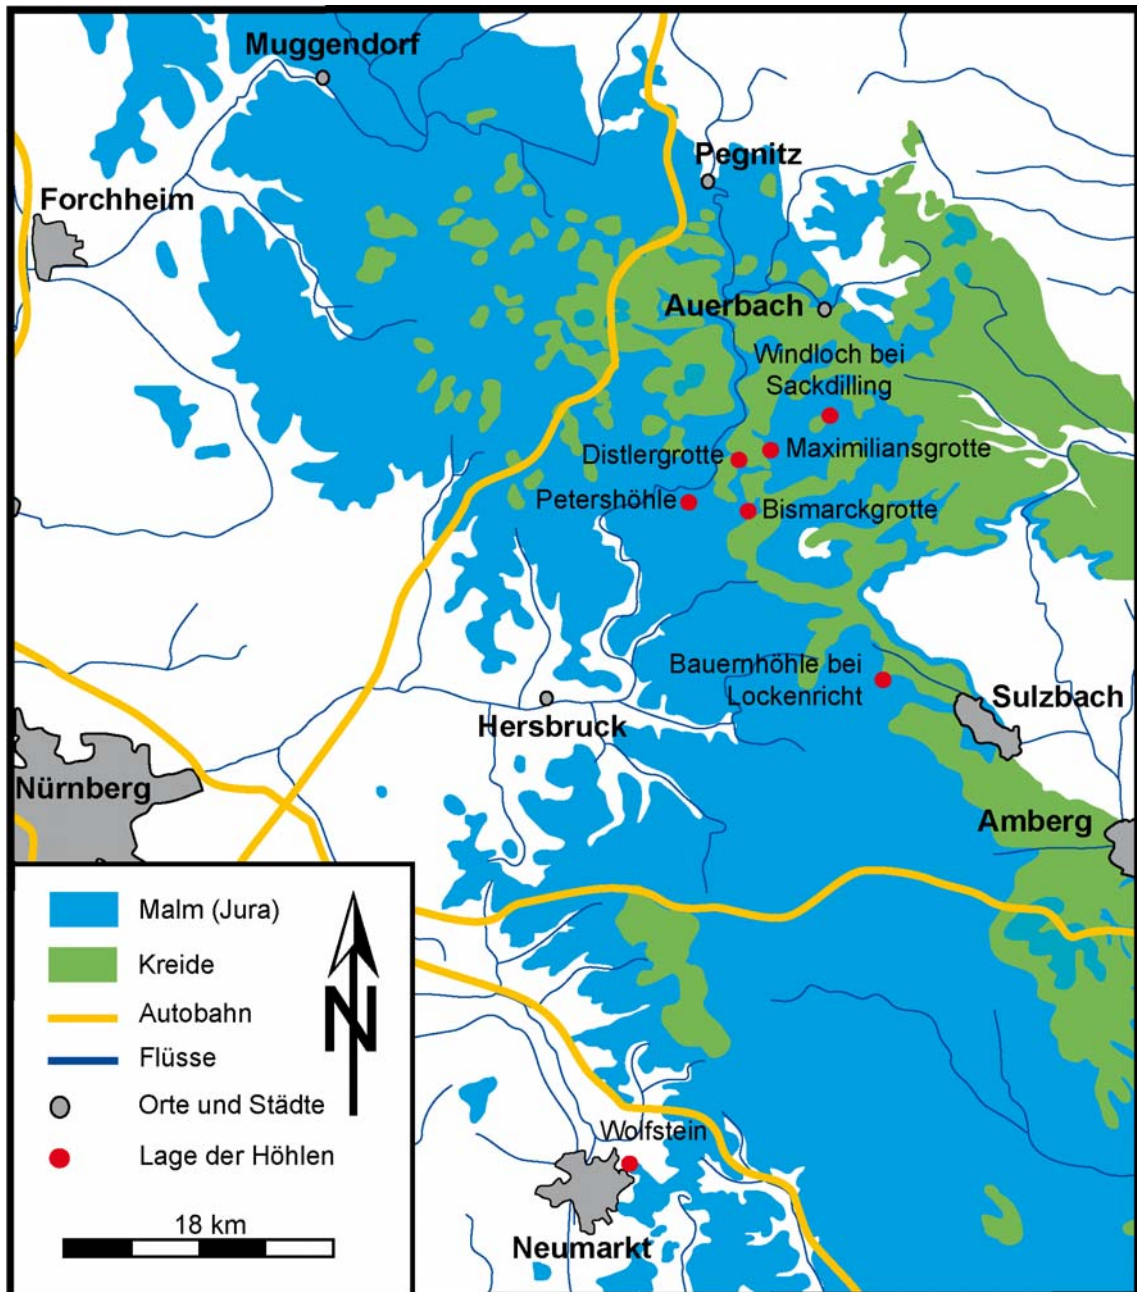 Muggendorf
Pegnitz
Forchheim
Auerbach
Windloch bei
Sackdilling
Distlergrotte
Maximiliansgrotte
Petershöhle
Bismarckgrotte
Bauernhöhle bei
Lockenricht
Sulzbach
Hersbruck
Nürnberg
Amberg
Malm (Jura)
Kreide
Autobahn
Flüsse
Orte und Städte
Lage der Höhlen
N
18 km
Wolfstein
Neumarkt